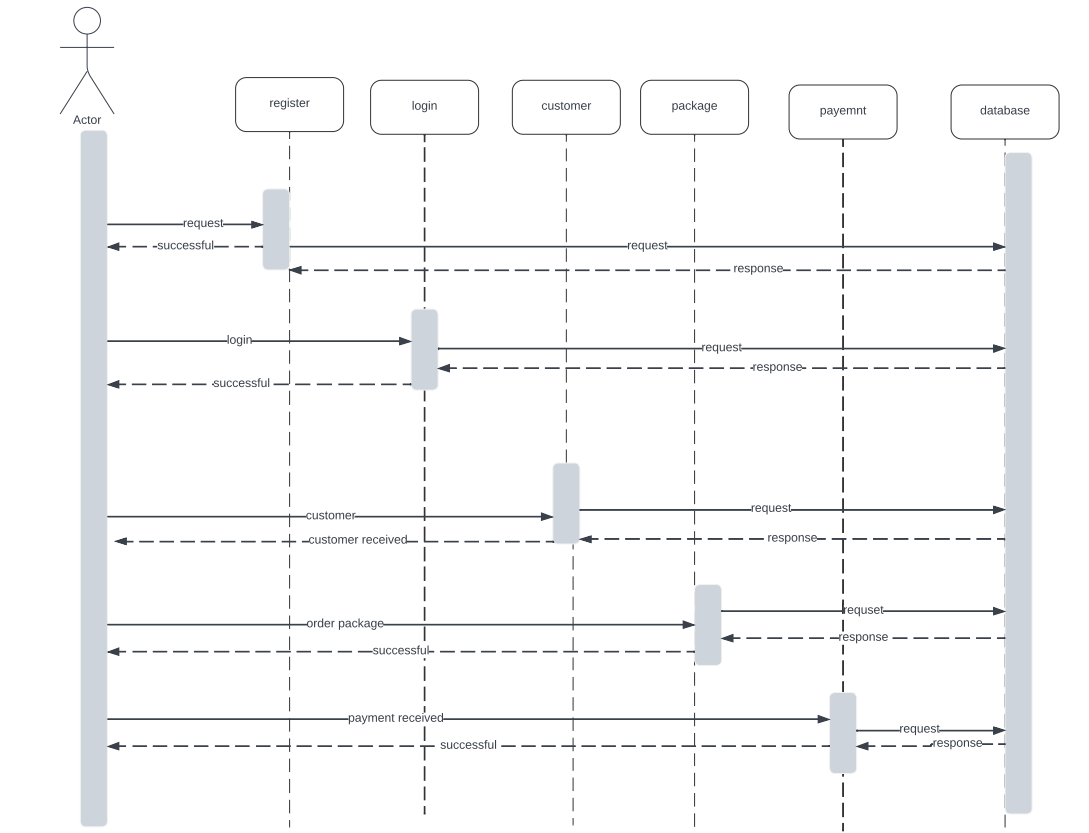 Actor
register
login
customer
package
payemnt
database
request
successful
request
response
login
request
response
successful
customer
request
customer received
response
order package
requset
successful
response
payment received
request
successful
response